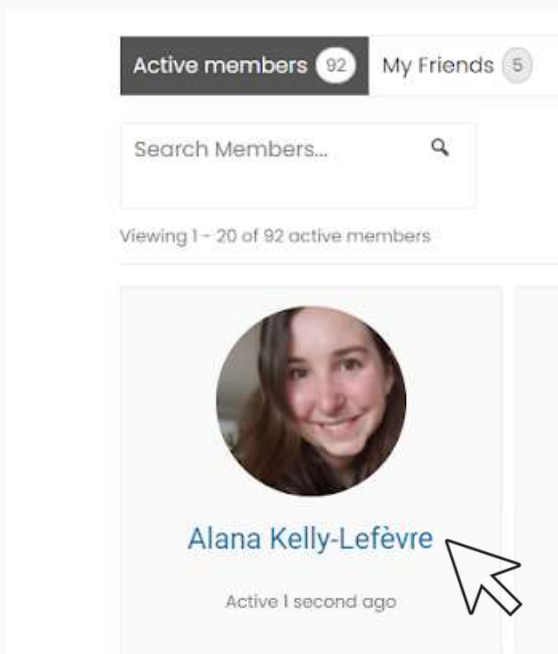 Active members 92 My Friends 5
Search Members...
Viewing 1 - 20 of 92 active members
Alana Kelly-Lefèvre
Active 1 second ago